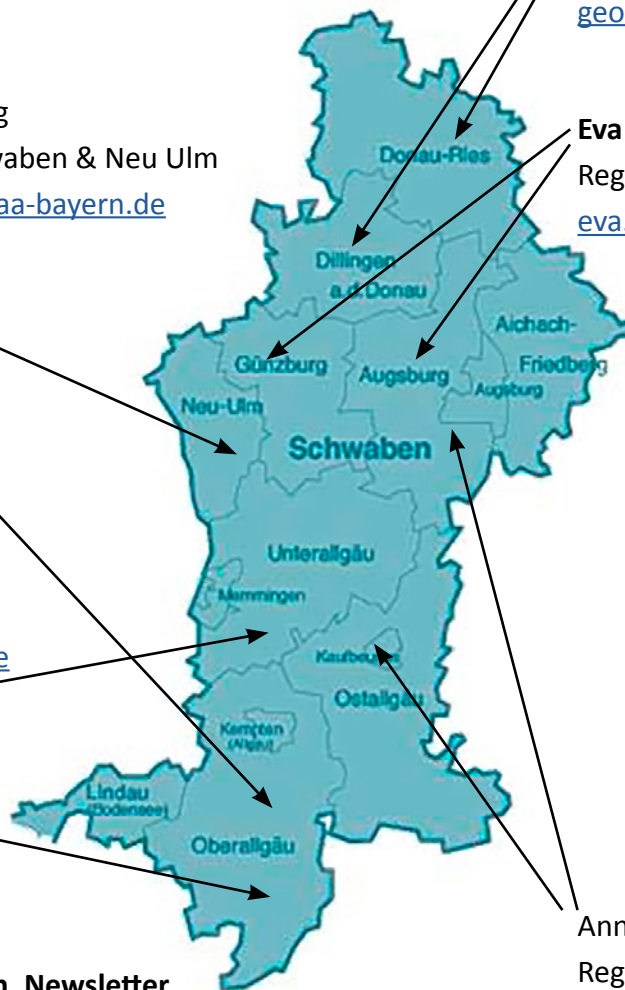 geo
g
vaben & Neu Ulm
aa-bayern.de
Eva
Reg
eva.
Donau-Ries
Dillingen
a.d.Donau
Aichach-
Friedberg
Günzburg
Augsburg
Augsburg
Neu-Ulm
Schwaben
Unterallgäu
Memmingen
e
Kaufbeuren
Ostallgäu
Kempten
(Allgäu)
Lindau
(Bodensee)
Oberallgäu
Ann
Reg
n, Newsletter